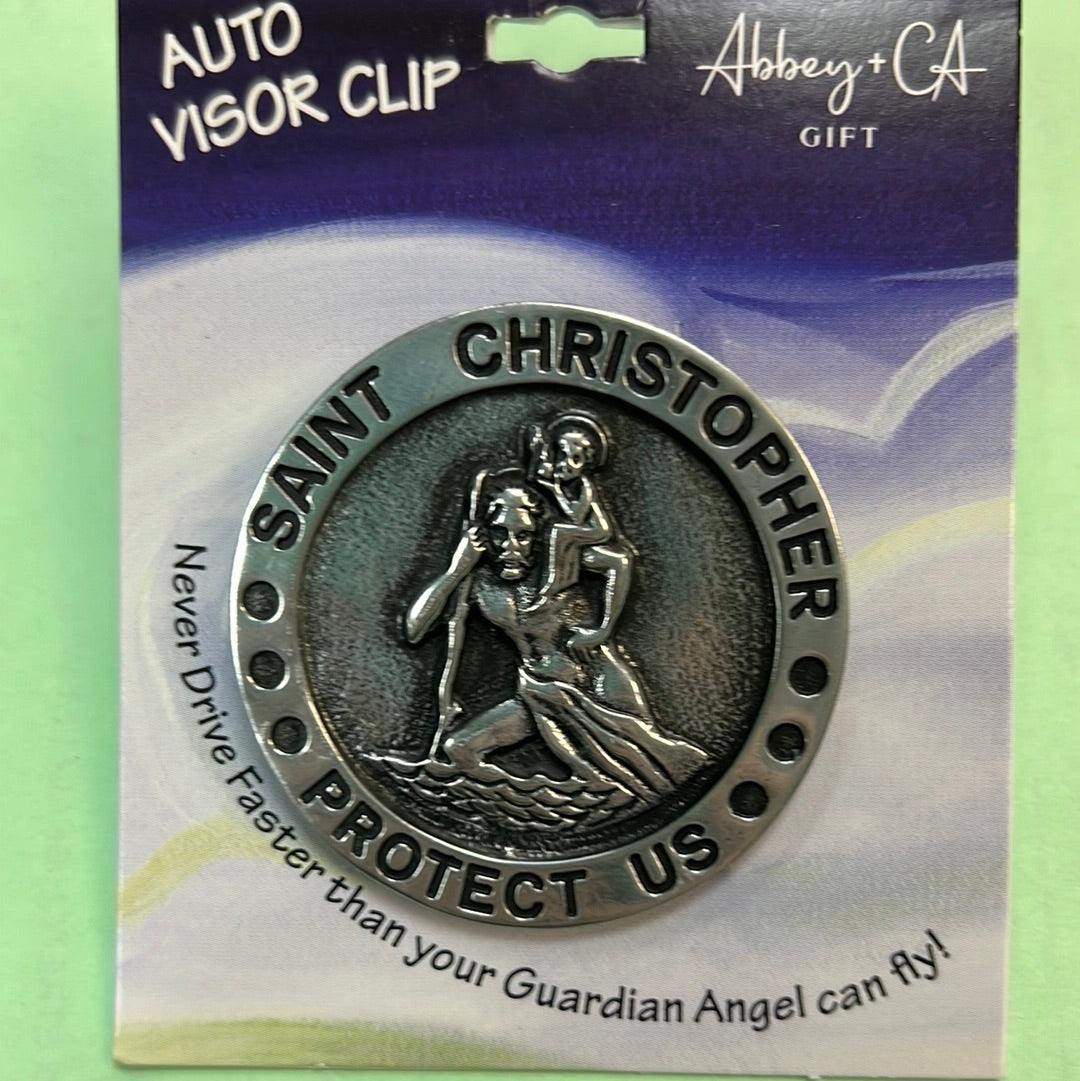 AUTO
VISOR CLIP
Abbey + CA
GIFT
SAINT CHRISTOPHER
PROTECT US
Never Drive Faster than your Guardian Angel can fly!